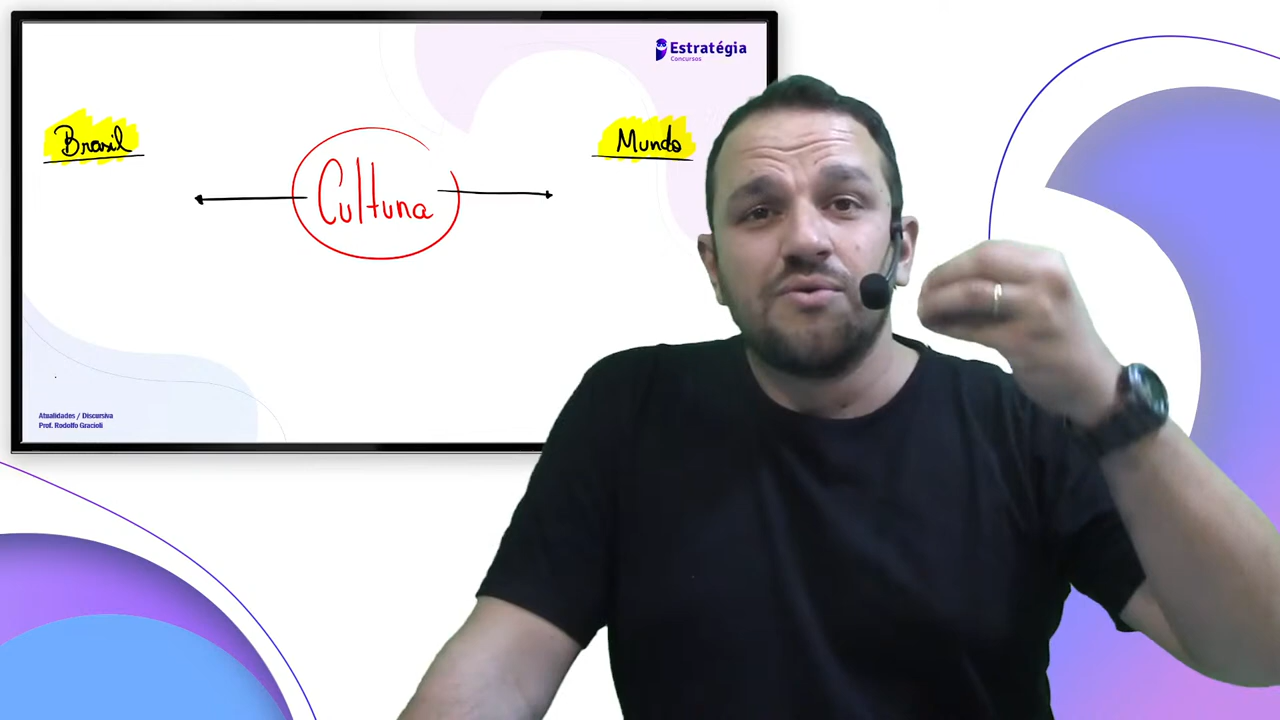 Estratégia
Concursos
Brasil
Mundo
Cultura
Atualidades / Discursiva
Prof. Rodolfo Gracioli